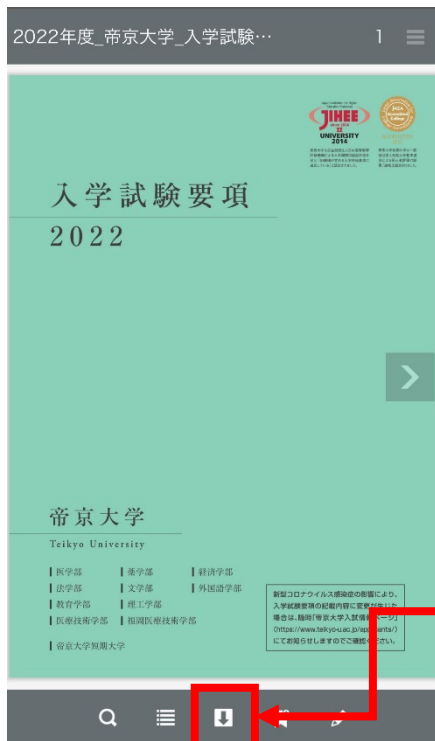 2022年度_帝京大学_入学試験…
1
JIHEE
UNIVERSITY
2014
入学試験要項
2022
帝京大学
Teikyo University
医学部
薬学部
経済学部
法学部
文学部
外国語学部
教育学部
理工学部
医療技術学部
福岡医療技術学部
帝京大学短期大学
新型コロナウイルス感染症の影響により、
入学試験要項の記載内容に変更が生じた
場合は、随時「帝京大学入試情報ページ」
(https://www.teikyo-u.ac.jp/applicants/)
にてお知らせしますのでご確認ください。